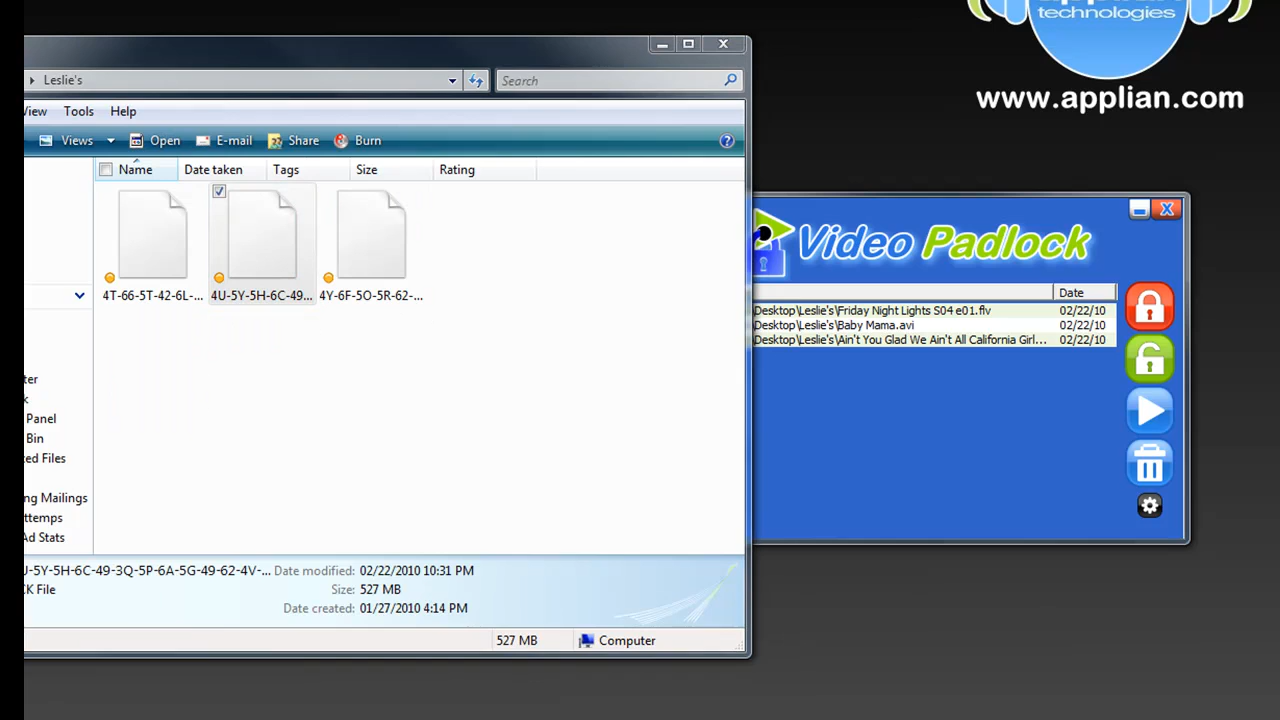 technologies
www.applian.com
Leslie's
Search
View Tools Help
Views Open E-mail Share Burn
Name Date taken Tags Size Rating
4T-66-5T-42-6L-... 4U-5Y-5H-6C-49... 4Y-6F-5O-5R-62-...
Panel
Bin
ed Files
ng Mailings
ttemps
Ad Stats
-5Y-5H-6C-49-3Q-5P-6A-5G-49-62-4V-... Date modified: 02/22/2010 10:31 PM
CK File Size: 527 MB
Date created: 01/27/2010 4:14 PM
527 MB Computer
Video Padlock
Date
Desktop\Leslie's\Friday Night Lights S04 e01.flv 02/22/10
Desktop\Leslie's\Baby Mama.avi 02/22/10
Desktop\Leslie's\Ain't You Glad We Ain't All California Girl... 02/22/10